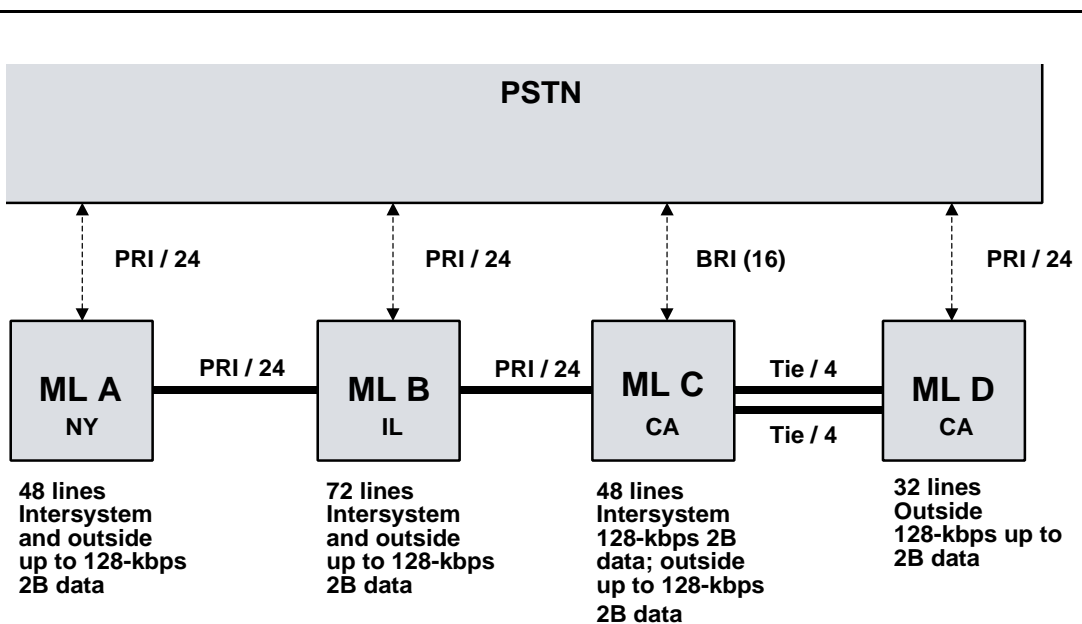 PSTN
PRI / 24
PRI / 24
BRI (16)
PRI / 24
ML A
NY
PRI / 24
ML B
IL
PRI / 24
ML C
CA
Tie / 4
Tie / 4
ML D
CA
48 lines
Intersystem
and outside
up to 128-kbps
2B data
72 lines
Intersystem
and outside
up to 128-kbps
2B data
48 lines
Intersystem
128-kbps 2B
data; outside
up to 128-kbps
2B data
32 lines
Outside
128-kbps up to
2B data